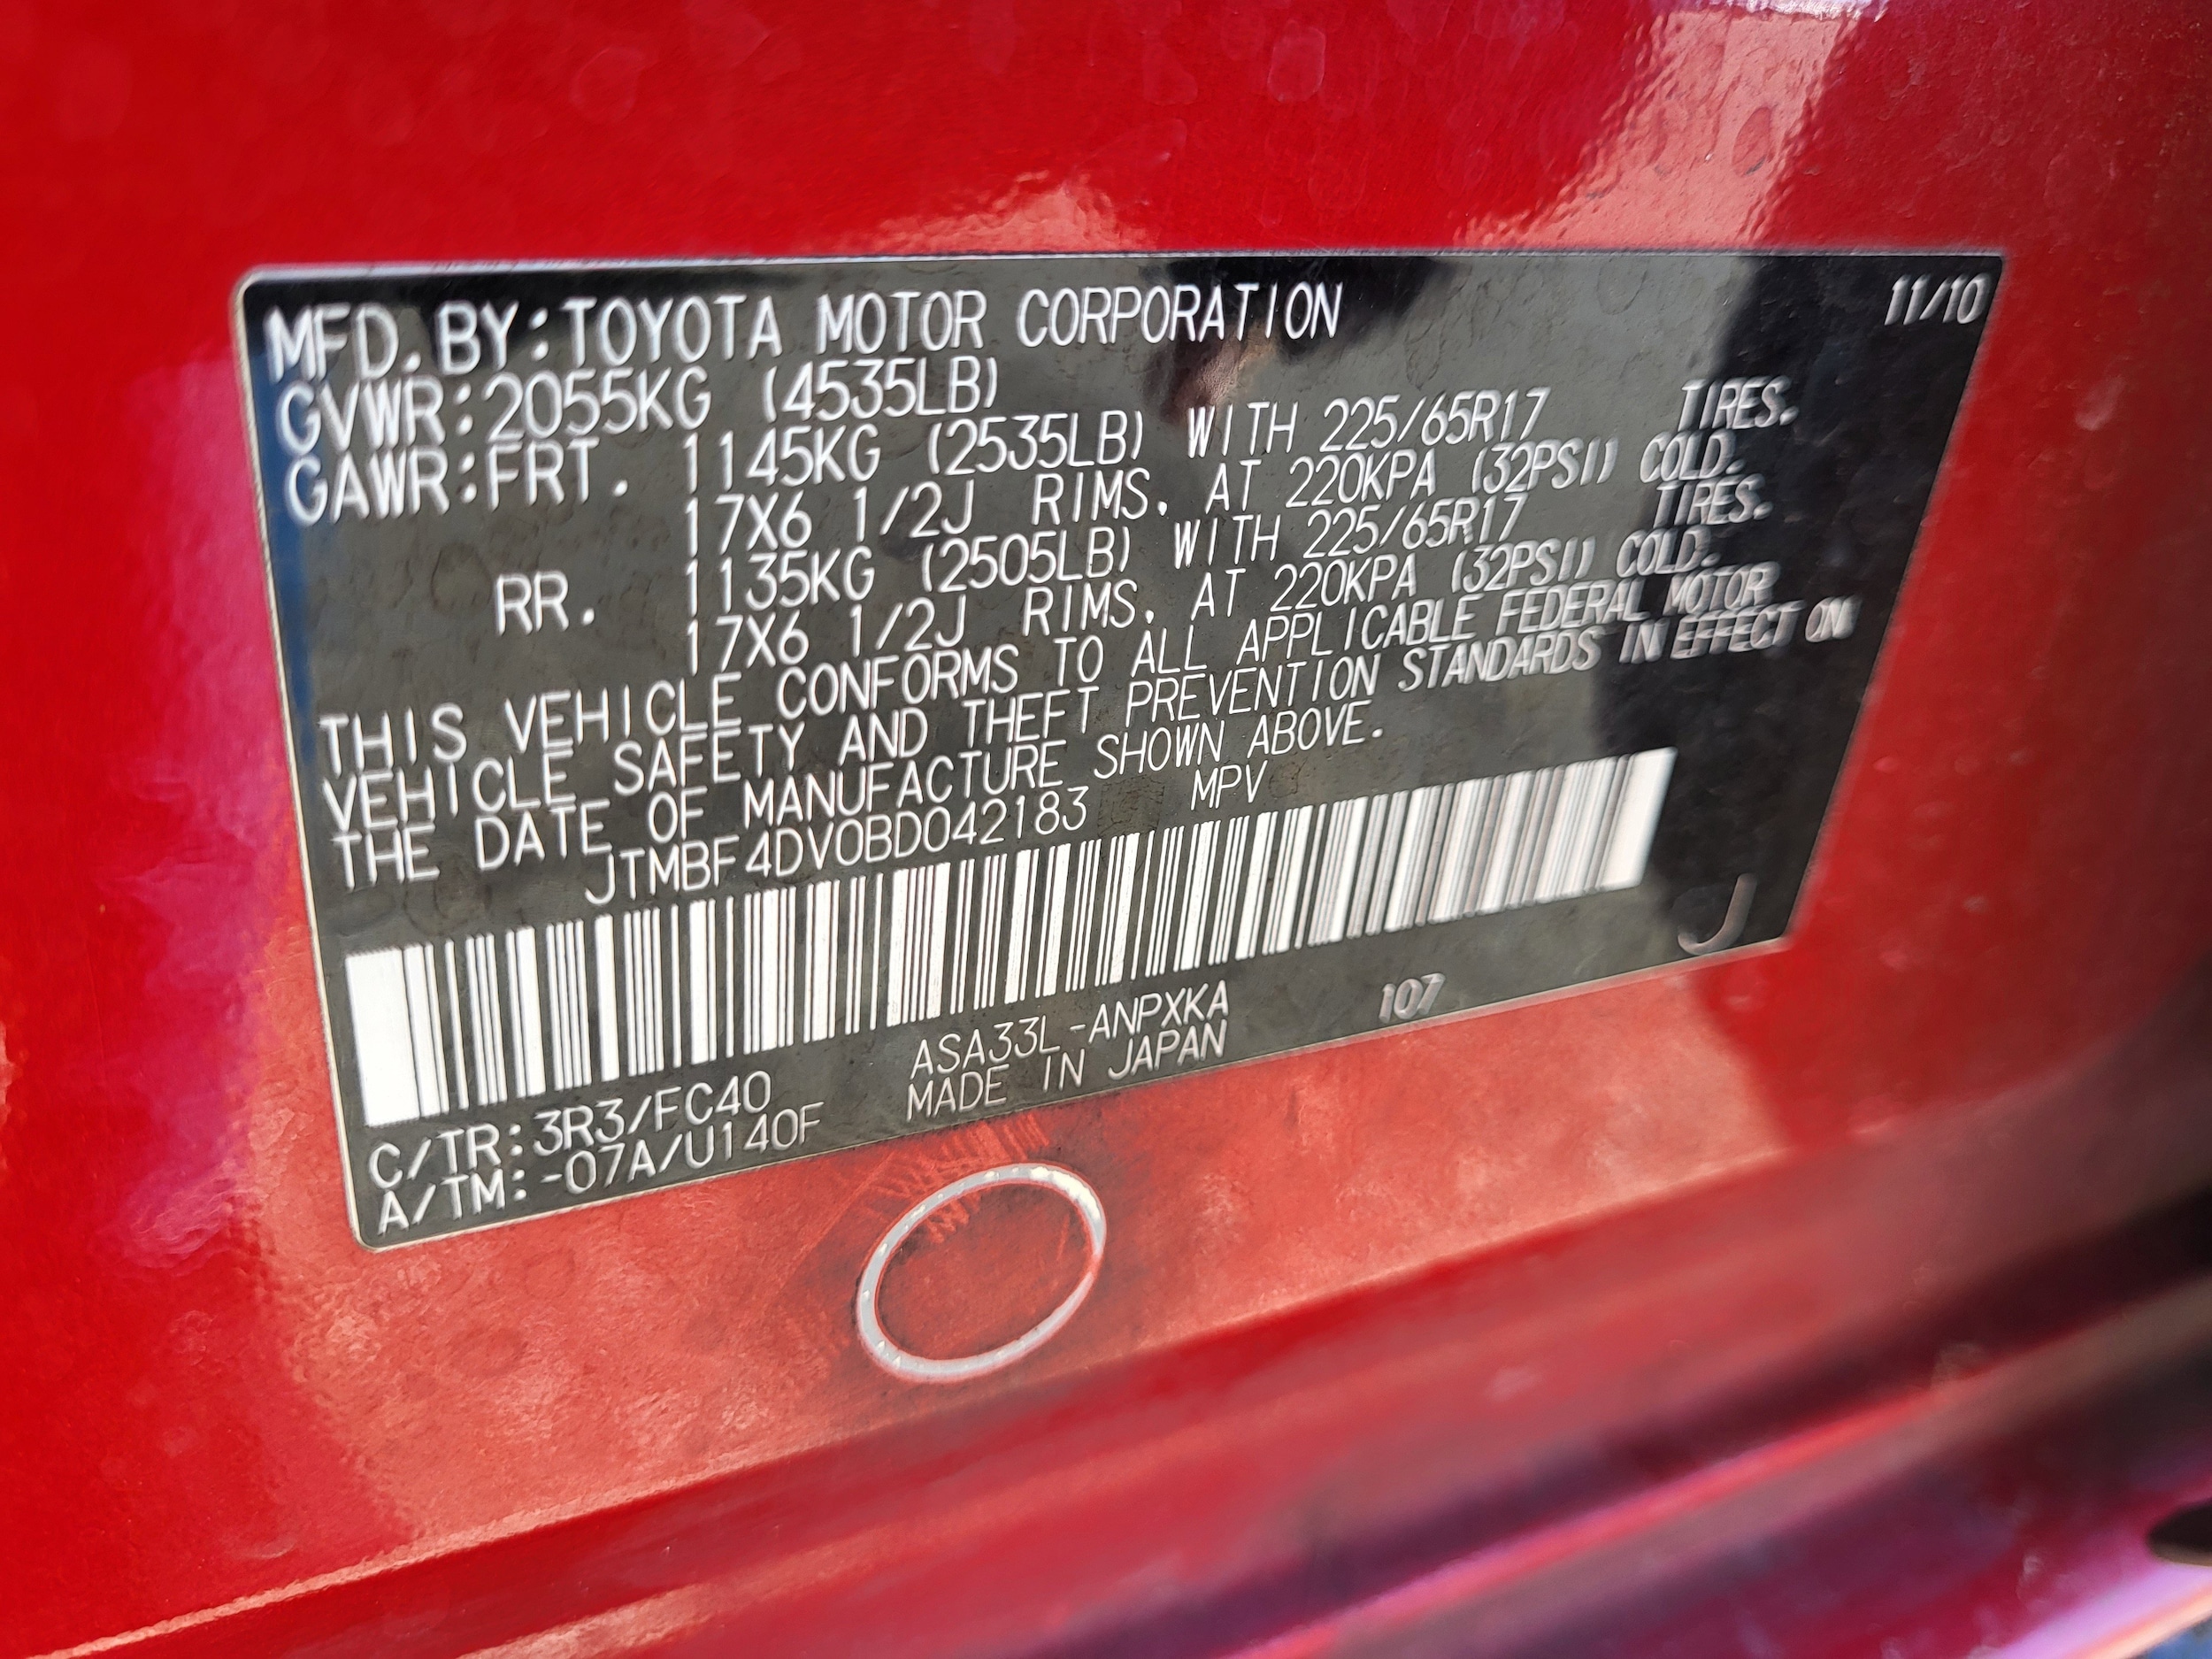 11/10
MFD. BY: TOYOTA MOTOR CORPORATION
GVWR: 2055KG (4535LB)
GAWR: FRT. 1145KG (2535LB) WITH 225/65R17 TIRES.
17X6 1/2J RIMS, AT 220KPA (32PSI) COLD.
RR. 1135KG (2505LB) WITH 225/65R17 TIRES.
17X6 1/2J RIMS, AT 220KPA (32PSI) COLD.
THIS VEHICLE CONFORMS TO ALL APPLICABLE FEDERAL MOTOR
VEHICLE SAFETY AND THEFT PREVENTION STANDARDS IN EFFECT ON
THE DATE OF MANUFACTURE SHOWN ABOVE.
JTMBF4DV0BD042183 MPV
J
C/TR: 3R3/FC40 ASA33L-ANPXKA 107
A/TM: -07A/U140F MADE IN JAPAN